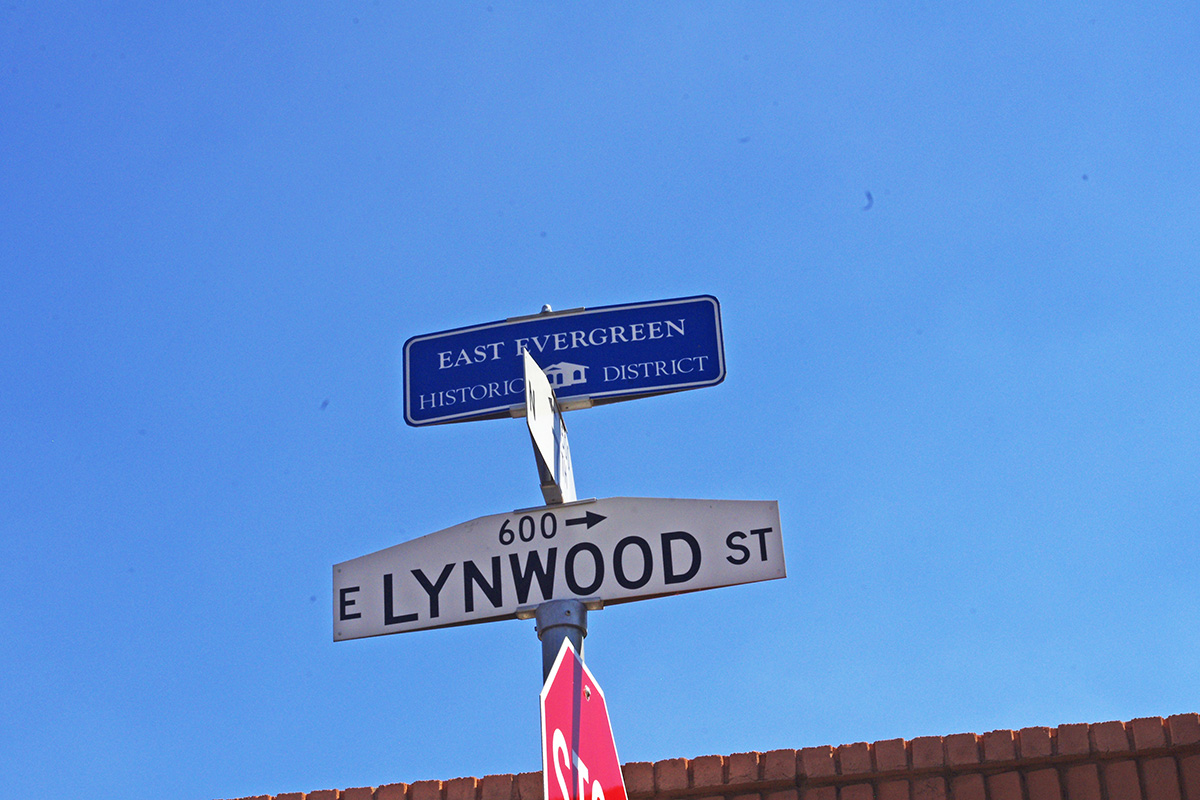 EAST EVERGREEN
HISTORIC DISTRICT
600 →
E LYNWOOD ST